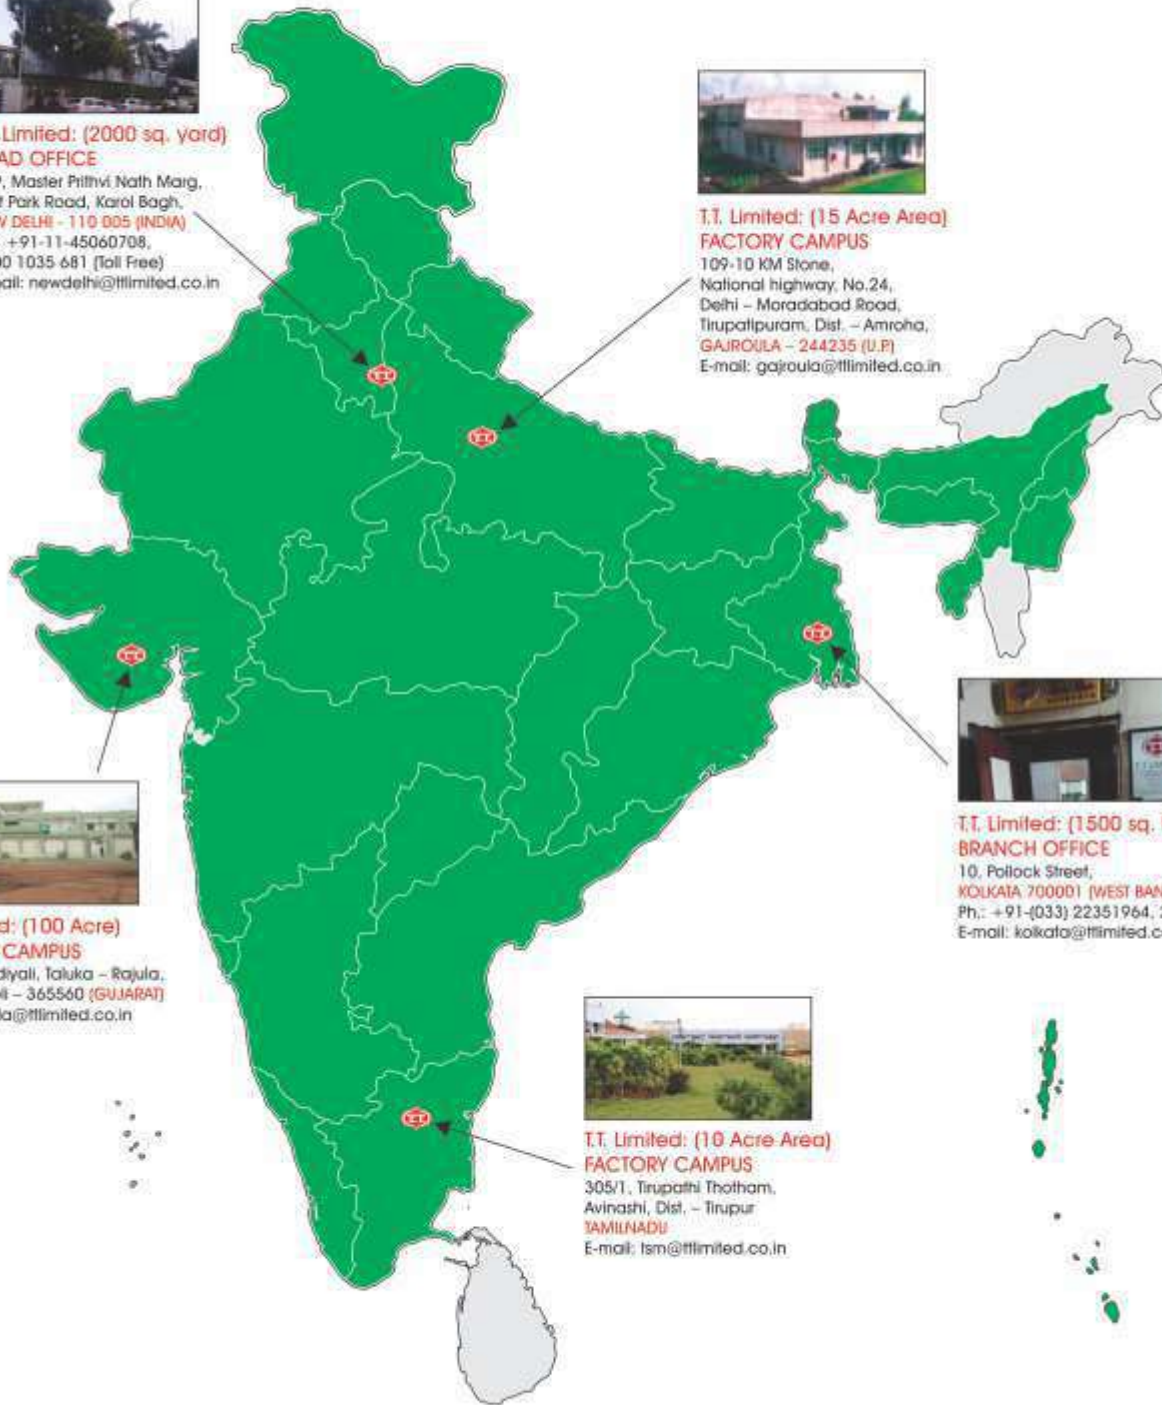 Limited: (2000 sq. yard)
AD OFFICE
, Master Prithvi Nath Marg,
Park Road, Karol Bagh,
W DELHI - 110 005 (INDIA)
+91-11-45060708,
00 1035 681 (Toll Free)
ail: newdelhi@ttlimited.co.in
T.T. Limited: (15 Acre Area)
FACTORY CAMPUS
109-10 KM Stone,
National highway, No.24,
Delhi – Moradabad Road,
Tirupatipuram, Dist. – Amroha,
GAJROULA – 244235 (U.P)
E-mail: gajroula@ttlimited.co.in
T.T.
T.T.
T.T.
T.T.
T.T. Limited: (1500 sq.
BRANCH OFFICE
10, Pollock Street,
KOLKATA 700001 (WEST BAN
Ph.: +91-(033) 22351964,
E-mail: kolkata@ttlimited.c
d: (100 Acre)
CAMPUS
diyali, Taluka – Rajula,
li – 365560 (GUJARAT)
la@ttlimited.co.in
T.T.
T.T. Limited: (10 Acre Area)
FACTORY CAMPUS
305/1, Tirupathi Thotham,
Avinashi, Dist. – Tirupur
TAMILNADU
E-mail: tsm@ttlimited.co.in